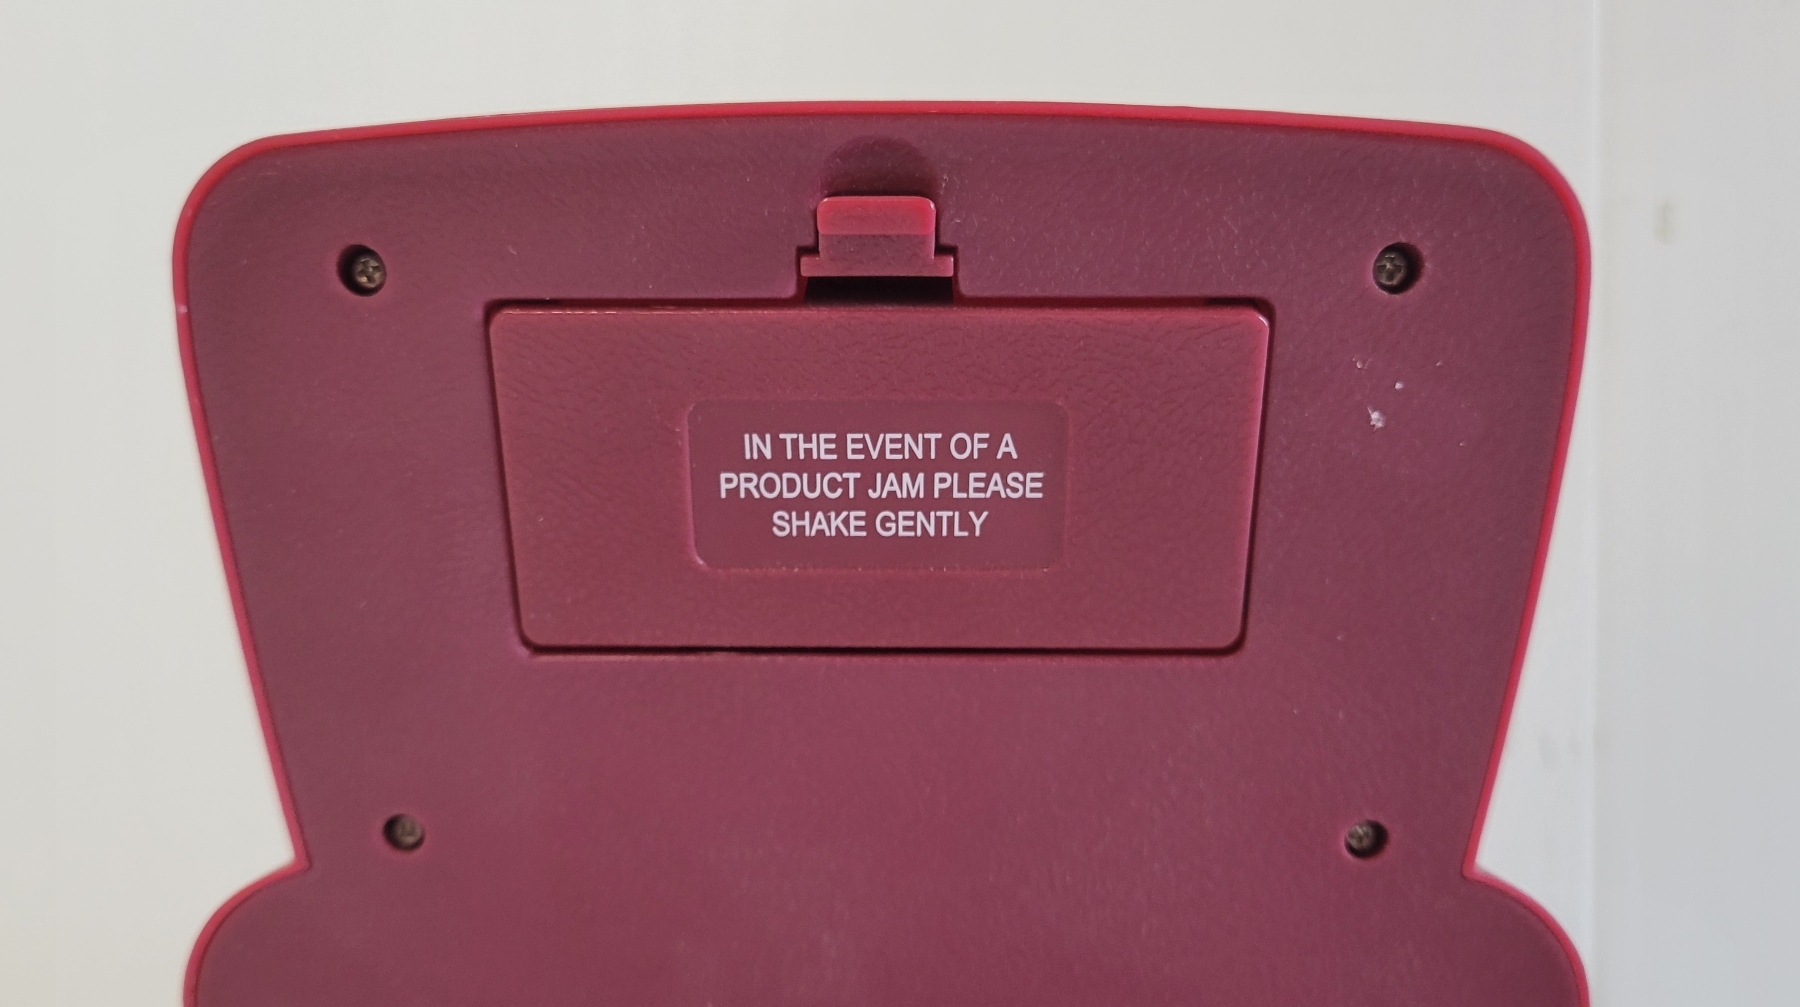 IN THE EVENT OF A
PRODUCT JAM PLEASE
SHAKE GENTLY